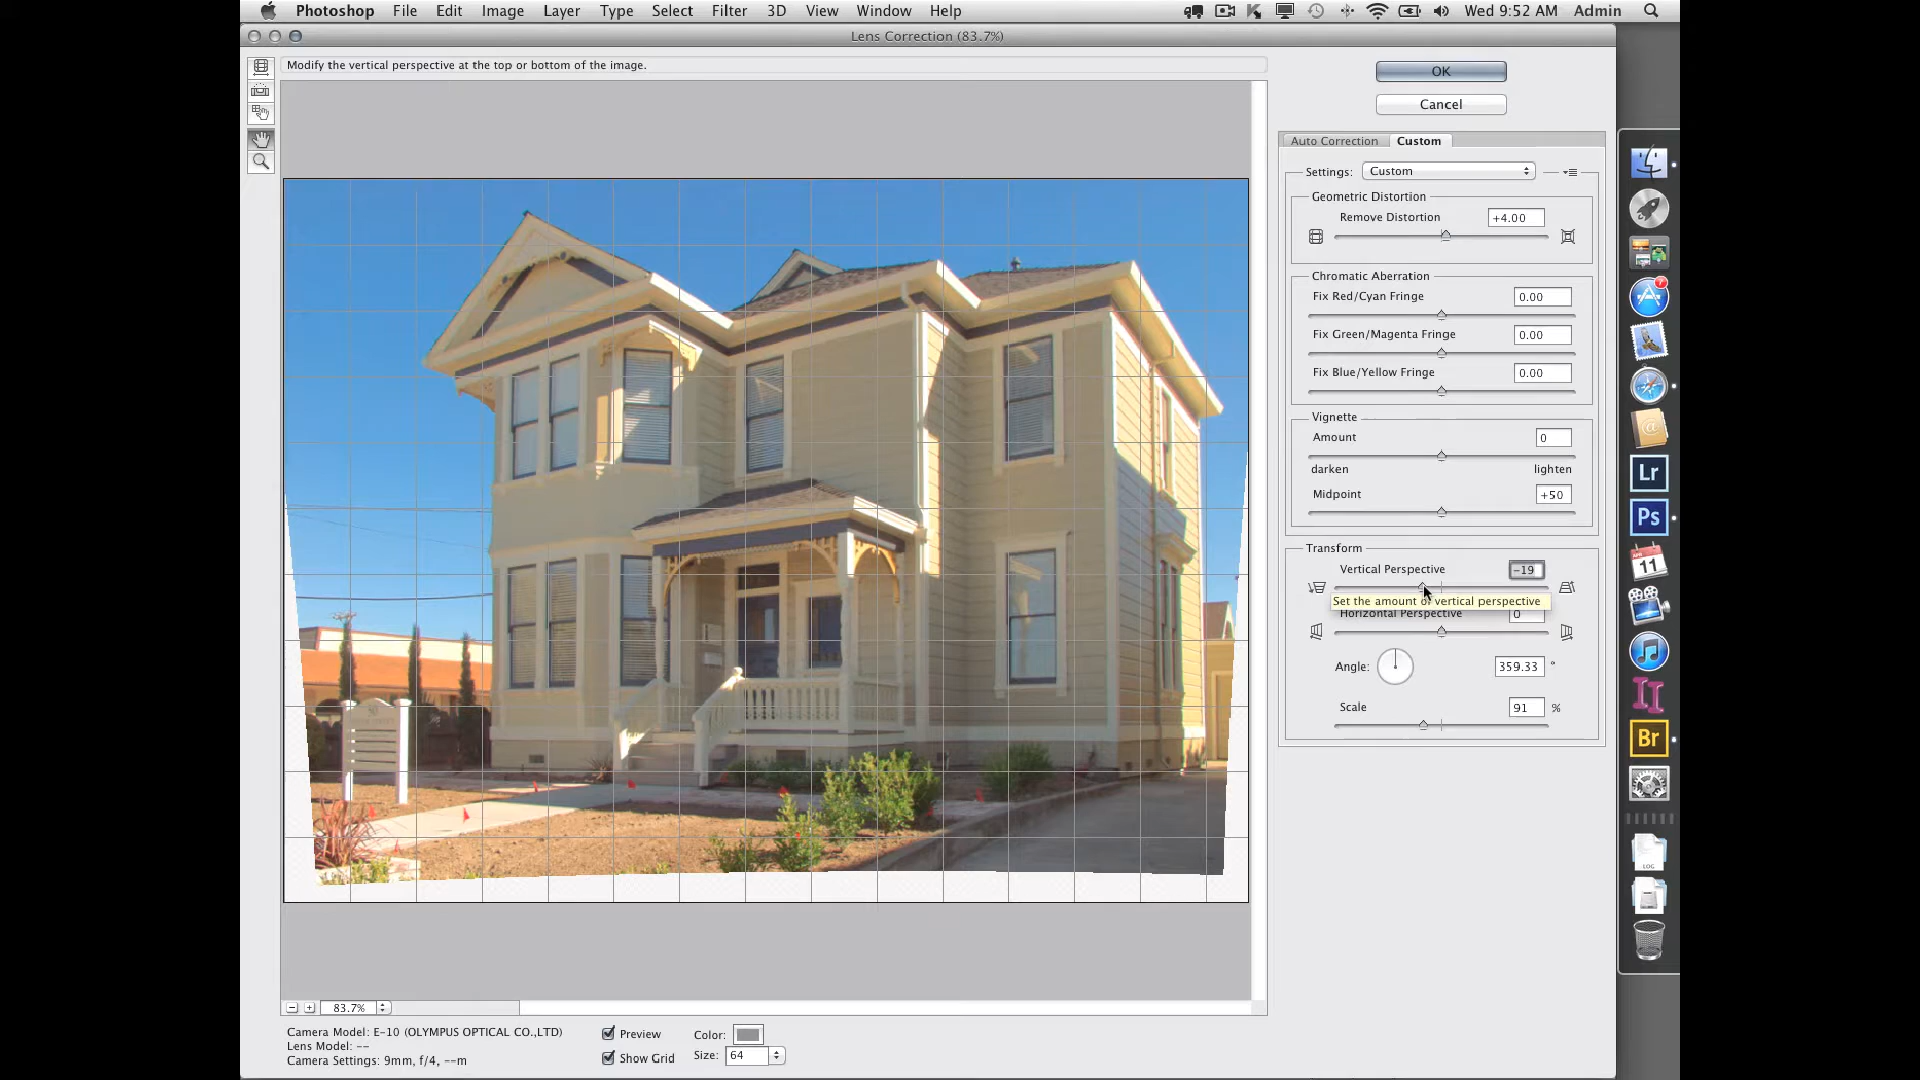 Photoshop File Edit Image Layer Type Select Filter 3D View Window Help Wed 9:52 AM Admin
Lens Correction (83.7%)
Modify the vertical perspective at the top or bottom of the image.
OK
Cancel
Auto Correction Custom
Settings: Custom
Geometric Distortion
Remove Distortion +4.00
Chromatic Aberration
Fix Red/Cyan Fringe 0.00
Fix Green/Magenta Fringe 0.00
Fix Blue/Yellow Fringe 0.00
Vignette
Amount 0
darken lighten
Midpoint +50
Transform
Vertical Perspective -19
Set the amount of vertical perspective
Horizontal Perspective 0
Angle: 359.33 °
Scale 91 %
Lr
Ps
11
Br
LOG
83.7%
Camera Model: E-10 (OLYMPUS OPTICAL CO.,LTD)
Lens Model: --
Camera Settings: 9mm, f/4, --m
Preview Color:
Show Grid Size: 64